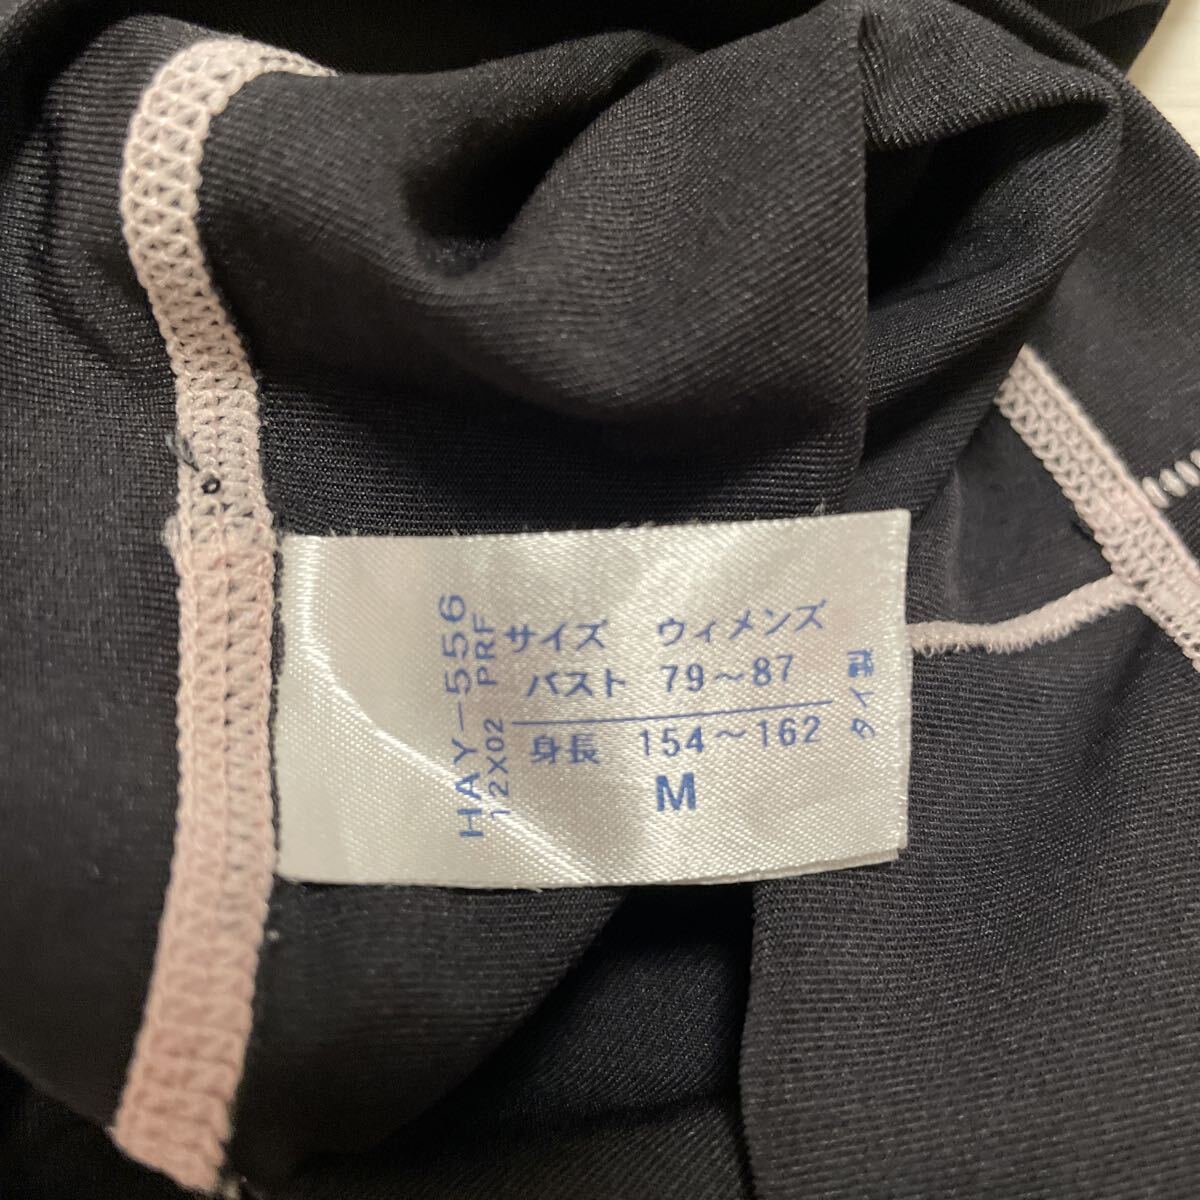 HAY-556
12X02 PRF
サイズ ウィメンズ
バスト 79～87
身長 154～162
M
タイ製